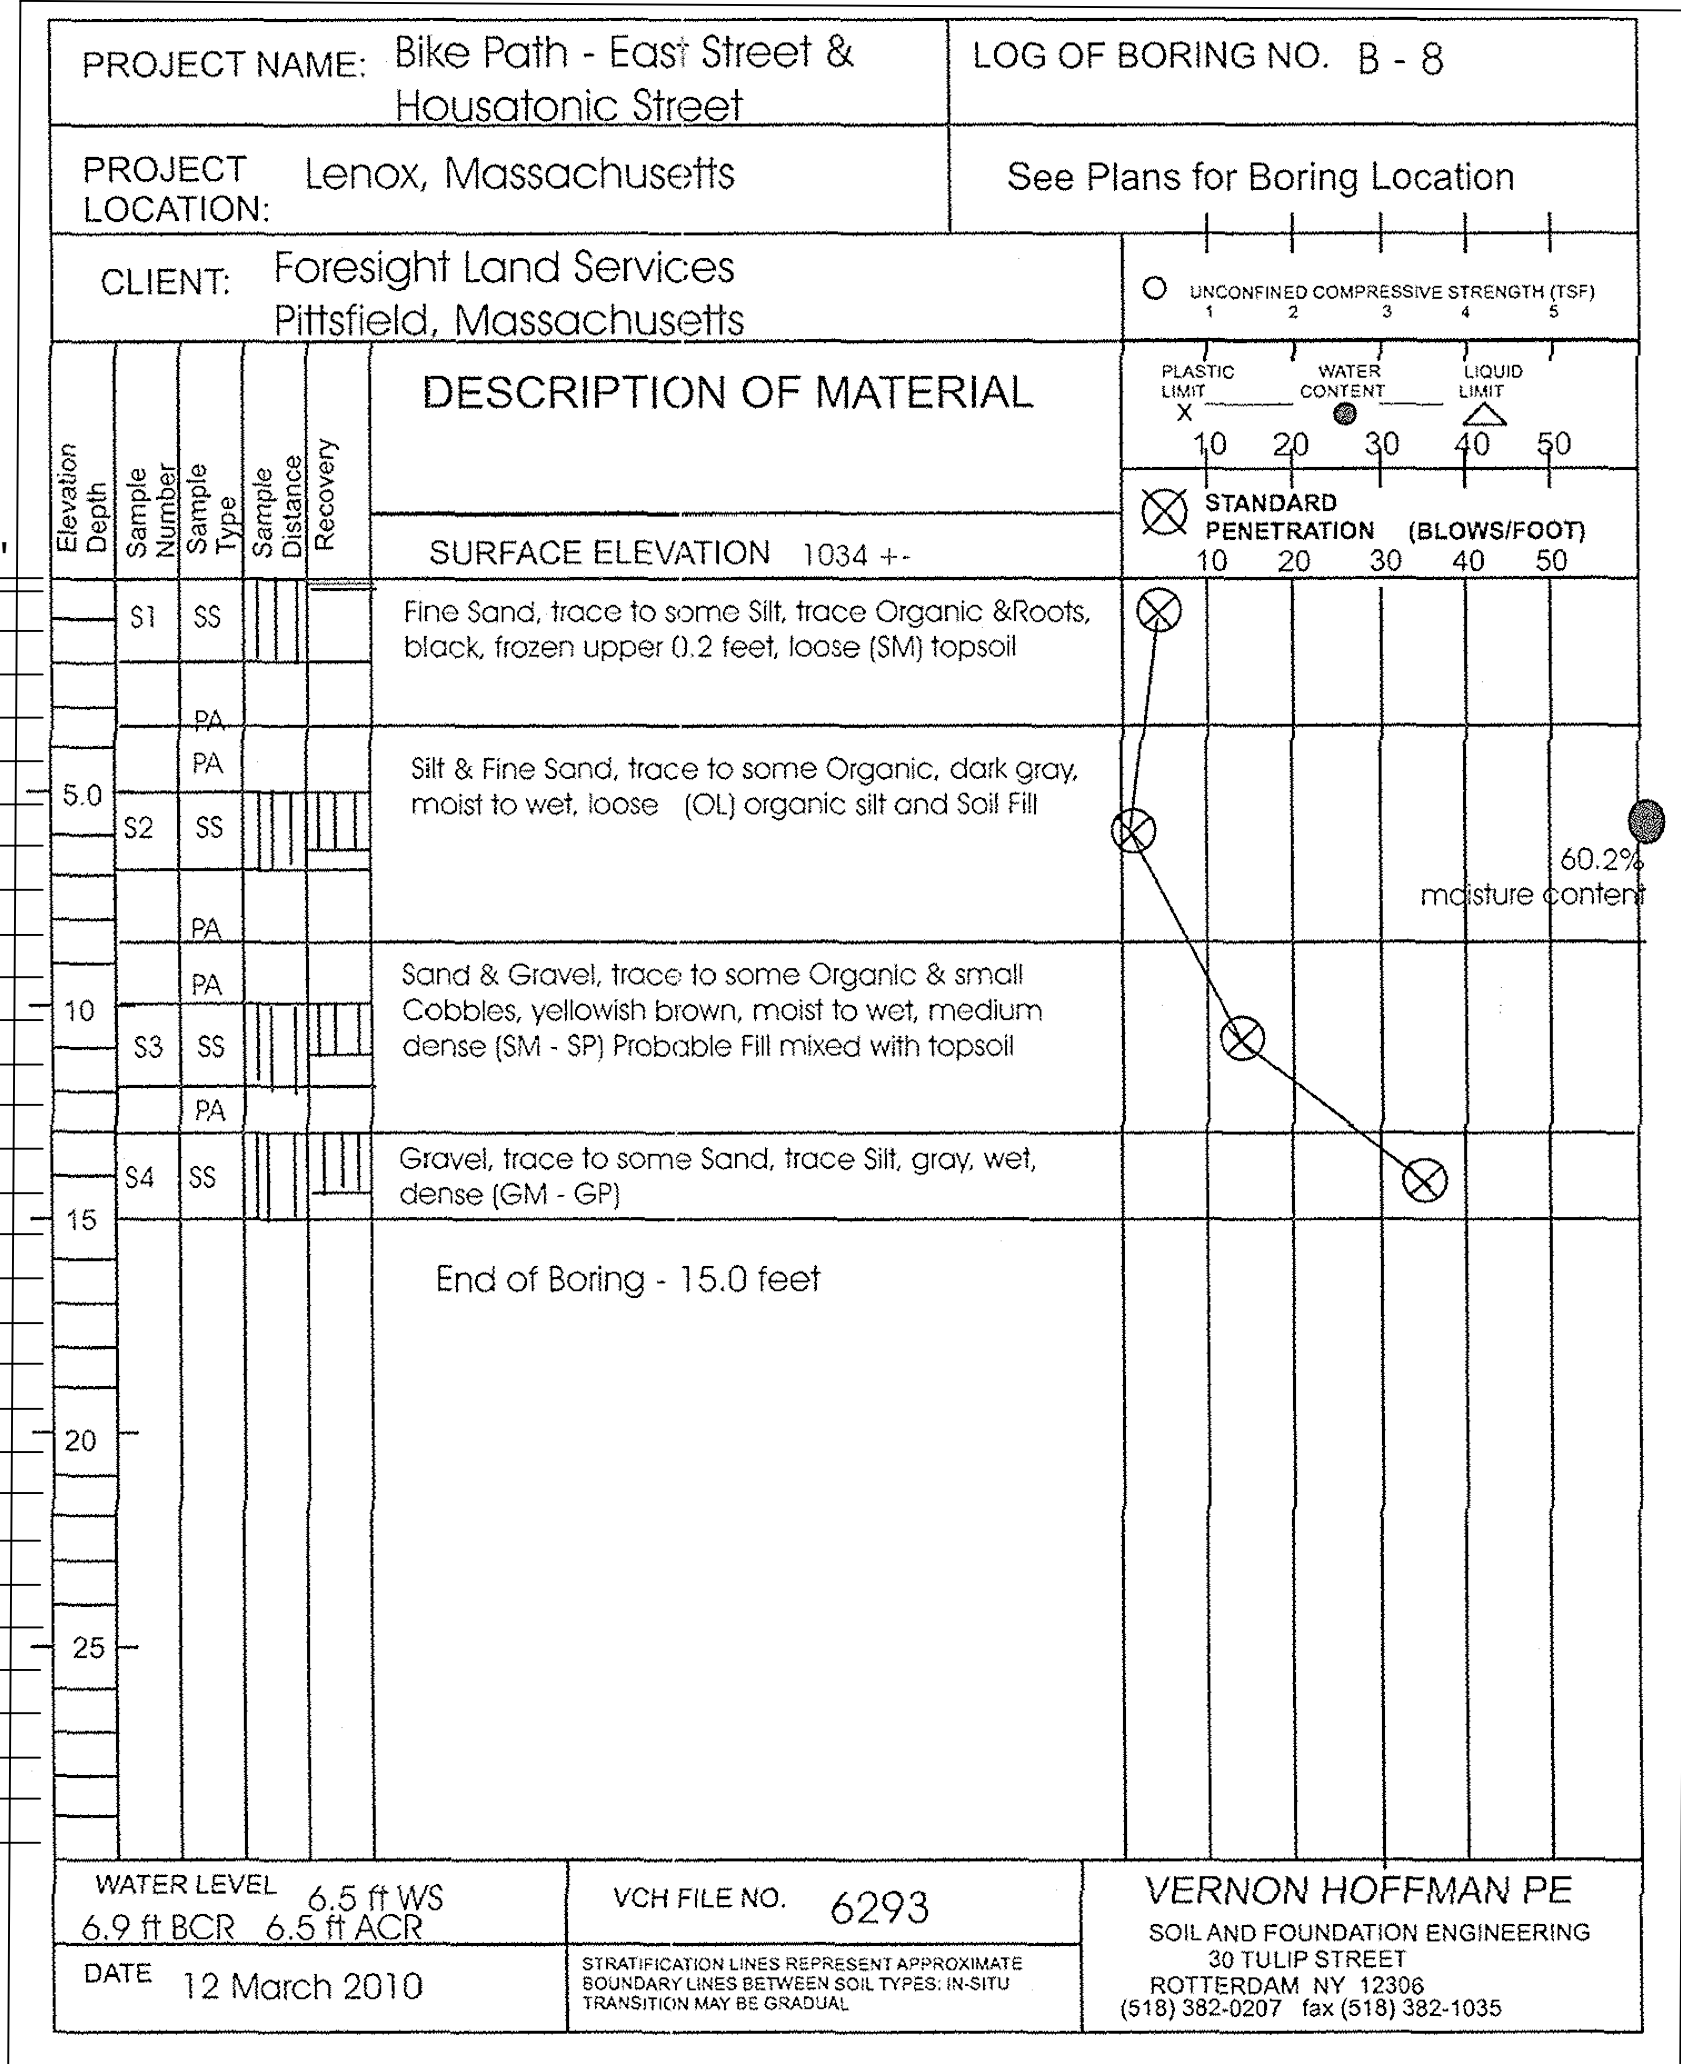 PROJECT NAME: Bike Path - East Street &
Housatonic Street
LOG OF BORING NO. B - 8
PROJECT
LOCATION:
Lenox, Massachusetts
See Plans for Boring Location
CLIENT: Foresight Land Services
Pittsfield, Massachusetts
UNCONFINED COMPRESSIVE STRENGTH (TSF)
1 2 3 4 5
Elevation
Depth
Sample
Number
Sample
Type
Sample
Distance
Recovery
DESCRIPTION OF MATERIAL
PLASTIC
LIMIT
X
WATER
CONTENT
LIQUID
LIMIT
10 20 30 40 50
SURFACE ELEVATION 1034 +-
STANDARD
PENETRATION (BLOWS/FOOT)
10 20 30 40 50
S1 SS
Fine Sand, trace to some Silt, trace Organic &Roots,
black, frozen upper 0.2 feet, loose (SM) topsoil
PA
PA
Silt & Fine Sand, trace to some Organic, dark gray,
moist to wet, loose (OL) organic silt and Soil Fill
5.0
S2 SS
60.2%
moisture content
PA
PA
Sand & Gravel, trace to some Organic & small
Cobbles, yellowish brown, moist to wet, medium
dense (SM - SP) Probable Fill mixed with topsoil
10
S3 SS
PA
S4 SS
Gravel, trace to some Sand, trace Silt, gray, wet,
dense (GM - GP)
15
End of Boring - 15.0 feet
20
25
WATER LEVEL 6.5 ft WS
6.9 ft BCR 6.5 ft ACR
DATE 12 March 2010
VCH FILE NO. 6293
STRATIFICATION LINES REPRESENT APPROXIMATE
BOUNDARY LINES BETWEEN SOIL TYPES: IN-SITU
TRANSITION MAY BE GRADUAL
VERNON HOFFMAN PE
SOIL AND FOUNDATION ENGINEERING
30 TULIP STREET
ROTTERDAM NY 12306
(518) 382-0207 fax (518) 382-1035